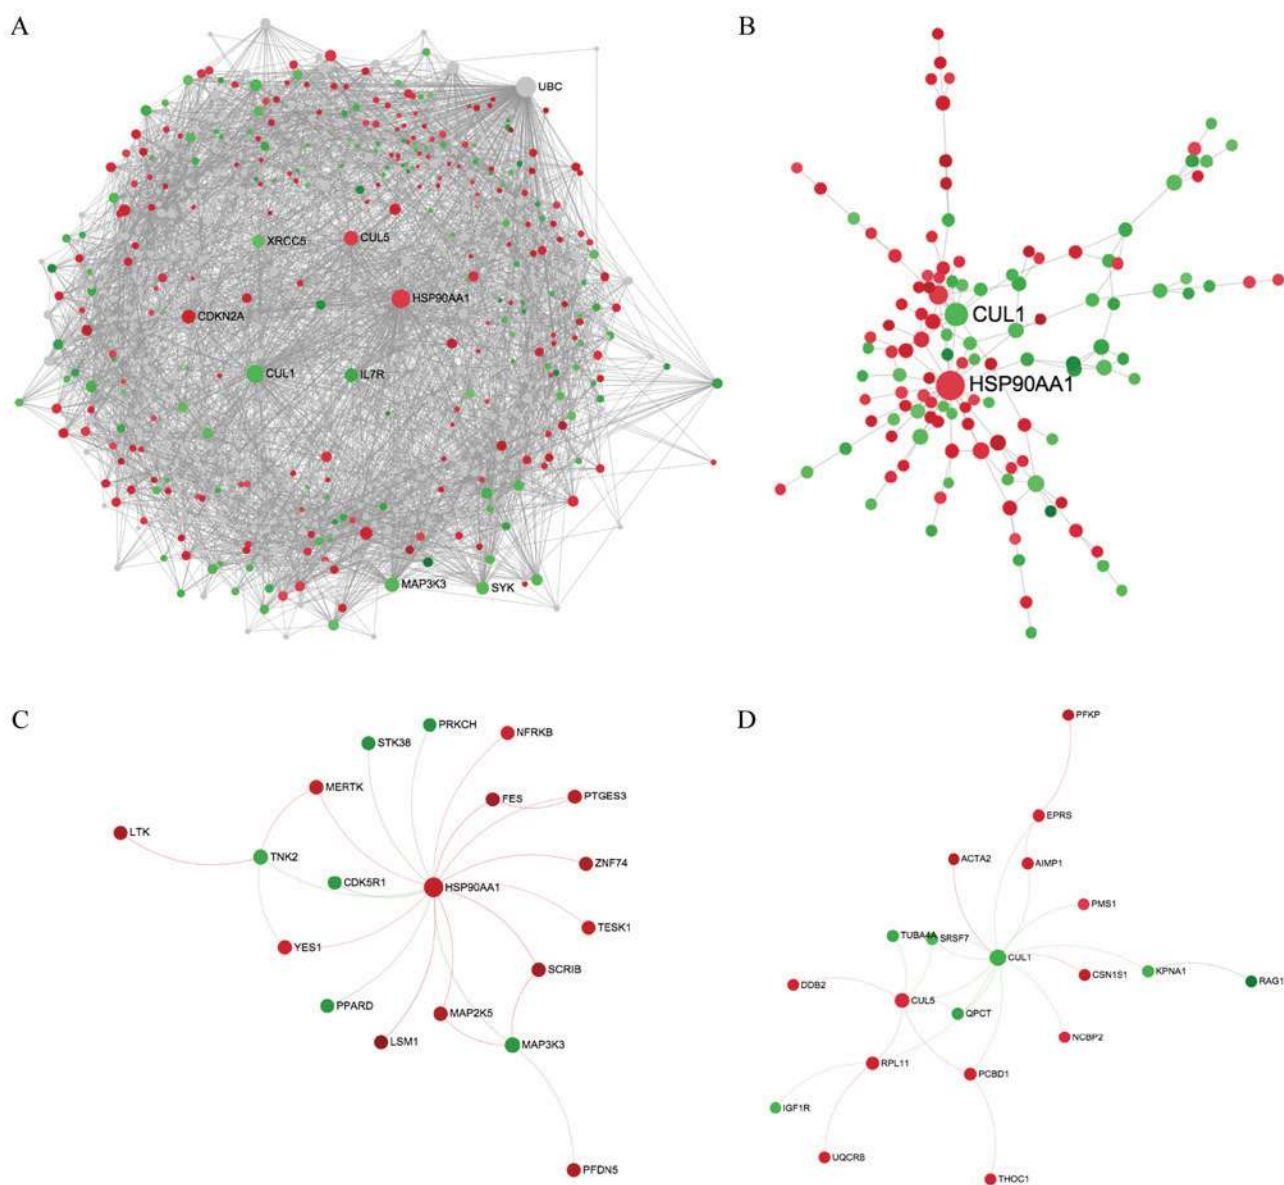 A
UBC
XRCC5
CUL5
HSP90AA1
CDKN2A
CUL1
IL7R
MAP3K3
SYK
B
CUL1
HSP90AA1
C
PRKCH
NFRKB
STK38
MERTK
FES
PTGES3
LTK
TNK2
ZNF74
CDK5R1
HSP90AA1
TESK1
YES1
SCRIB
PPARD
MAP2K5
LSM1
MAP3K3
PFDN5
D
PFKP
EPRS
ACTA2
AIMP1
PMS1
TUBA4A
SRSF7
CUL1
DDB2
CSN1S1
KPNA1
RAG1
CUL5
QPCT
NCBP2
RPL11
PCBD1
IGF1R
UQCRB
THOC1